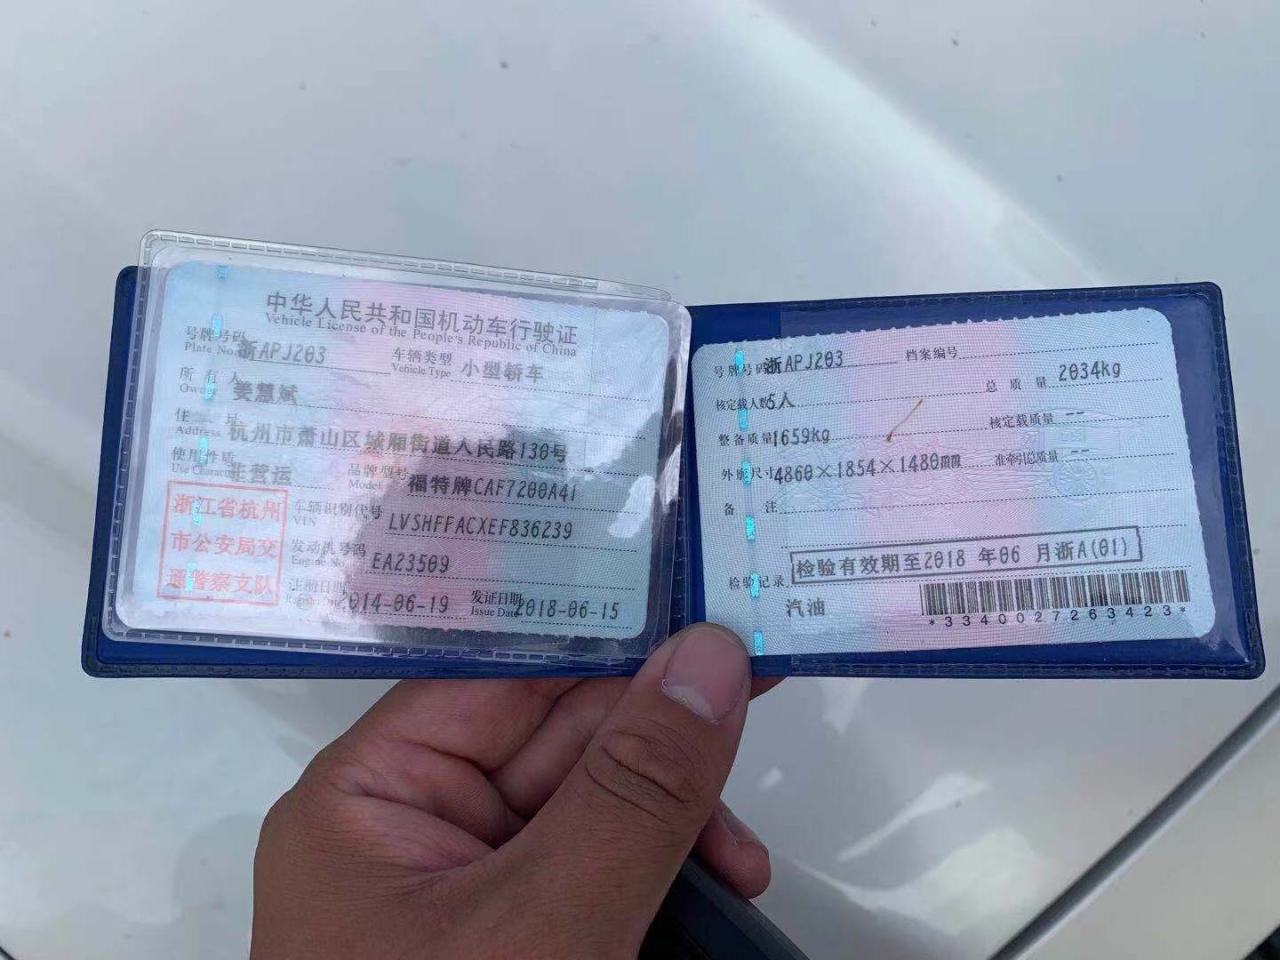 中华人民共和国机动车行驶证
Vehicle License of the People's Republic of China
号牌号码 浙APJ203 车辆类型 小型轿车
Plate No. Vehicle Type
所有人 姜慧斌
Owner
住址 杭州市萧山区城厢街道人民路130号
Address
使用性质 非营运 品牌型号 福特牌CAF7200A41
Use Character Model
浙江省杭州
市公安局交
通警察支队
车辆识别代号 LVSHFFACXEF836239
VIN
发动机号码 EA23509
Engine No.
注册日期 2014-06-19 发证日期 2018-06-15
Register Date Issue Date
号牌号码 浙APJ203 档案编号
核定载人数 5人 总质量 2034kg
整备质量 1659kg 核定载质量 --
外廓尺寸 4860×1854×1480mm 准牵引总质量 --
备注
检验有效期至2018 年06 月浙A(01)
检验记录
汽油
*3340027263423*